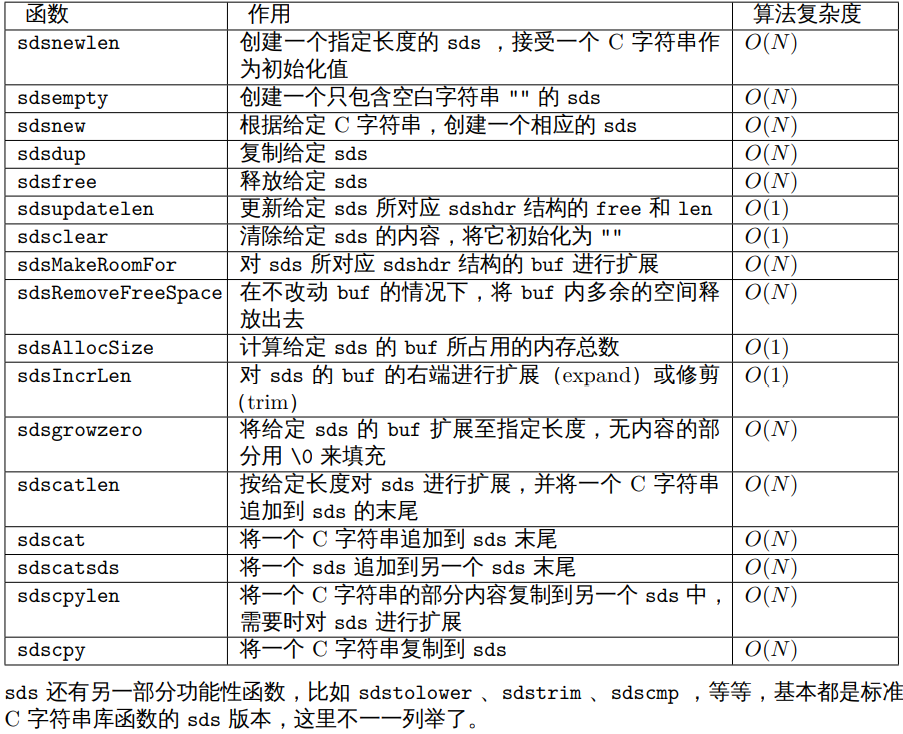 函数 作用 算法复杂度
sdsnewlen 创建一个指定长度的 sds ，接受一个 C 字符串作 O(N)
为初始化值
sdsempty 创建一个只包含空白字符串 "" 的 sds O(N)
sdsnew 根据给定 C 字符串，创建一个相应的 sds O(N)
sdsdup 复制给定 sds O(N)
sdsfree 释放给定 sds O(N)
sdsupdatelen 更新给定 sds 所对应 sdshdr 结构的 free 和 len O(1)
sdsclear 清除给定 sds 的内容，将它初始化为 "" O(1)
sdsMakeRoomFor 对 sds 所对应 sdshdr 结构的 buf 进行扩展 O(N)
sdsRemoveFreeSpace 在不改动 buf 的情况下，将 buf 内多余的空间释 O(N)
放出去
sdsAllocSize 计算给定 sds 的 buf 所占用的内存总数 O(1)
sdsIncrLen 对 sds 的 buf 的右端进行扩展（expand）或修剪 O(1)
（trim）
sdsgrowzero 将给定 sds 的 buf 扩展至指定长度，无内容的部 O(N)
分用 \0 来填充
sdscatlen 按给定长度对 sds 进行扩展，并将一个 C 字符串 O(N)
追加到 sds 的末尾
sdscat 将一个 C 字符串追加到 sds 末尾 O(N)
sdscatsds 将一个 sds 追加到另一个 sds 末尾 O(N)
sdscpylen 将一个 C 字符串的部分内容复制到另一个 sds 中， O(N)
需要时对 sds 进行扩展
sdscpy 将一个 C 字符串复制到 sds O(N)
sds 还有另一部分功能性函数，比如 sdstolower 、sdstrim 、sdscmp ，等等，基本都是标准
C 字符串库函数的 sds 版本，这里不一一列举了。